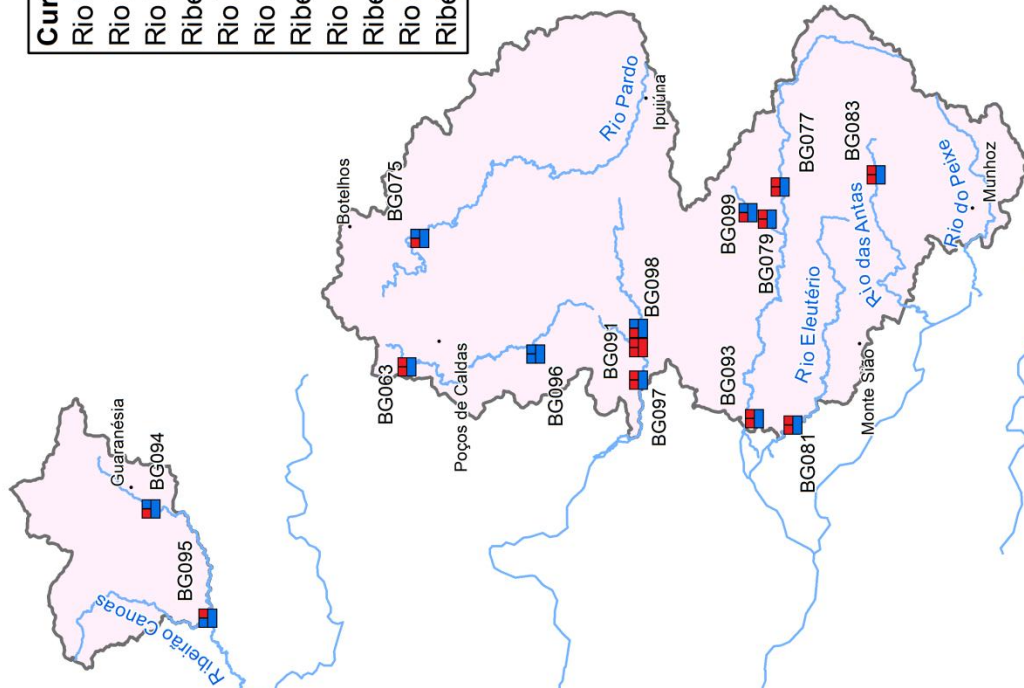 Cur
Rio
Rio
Rio
Ribe
Rio
Rio
Ribe
Rio
Ribe
Rio
Ribe
Botelhos
BG075
Rio Pardo
Ipuiúna
BG063
Poços de Caldas
BG096
BG091
BG098
BG097
Guaranésia
BG094
BG095
Ribeirão Canoas
BG099
BG079
BG077
BG083
BG093
BG081
Rio Eleutério
Rio das Antas
Rio do Peixe
Munhoz
Monte Sião